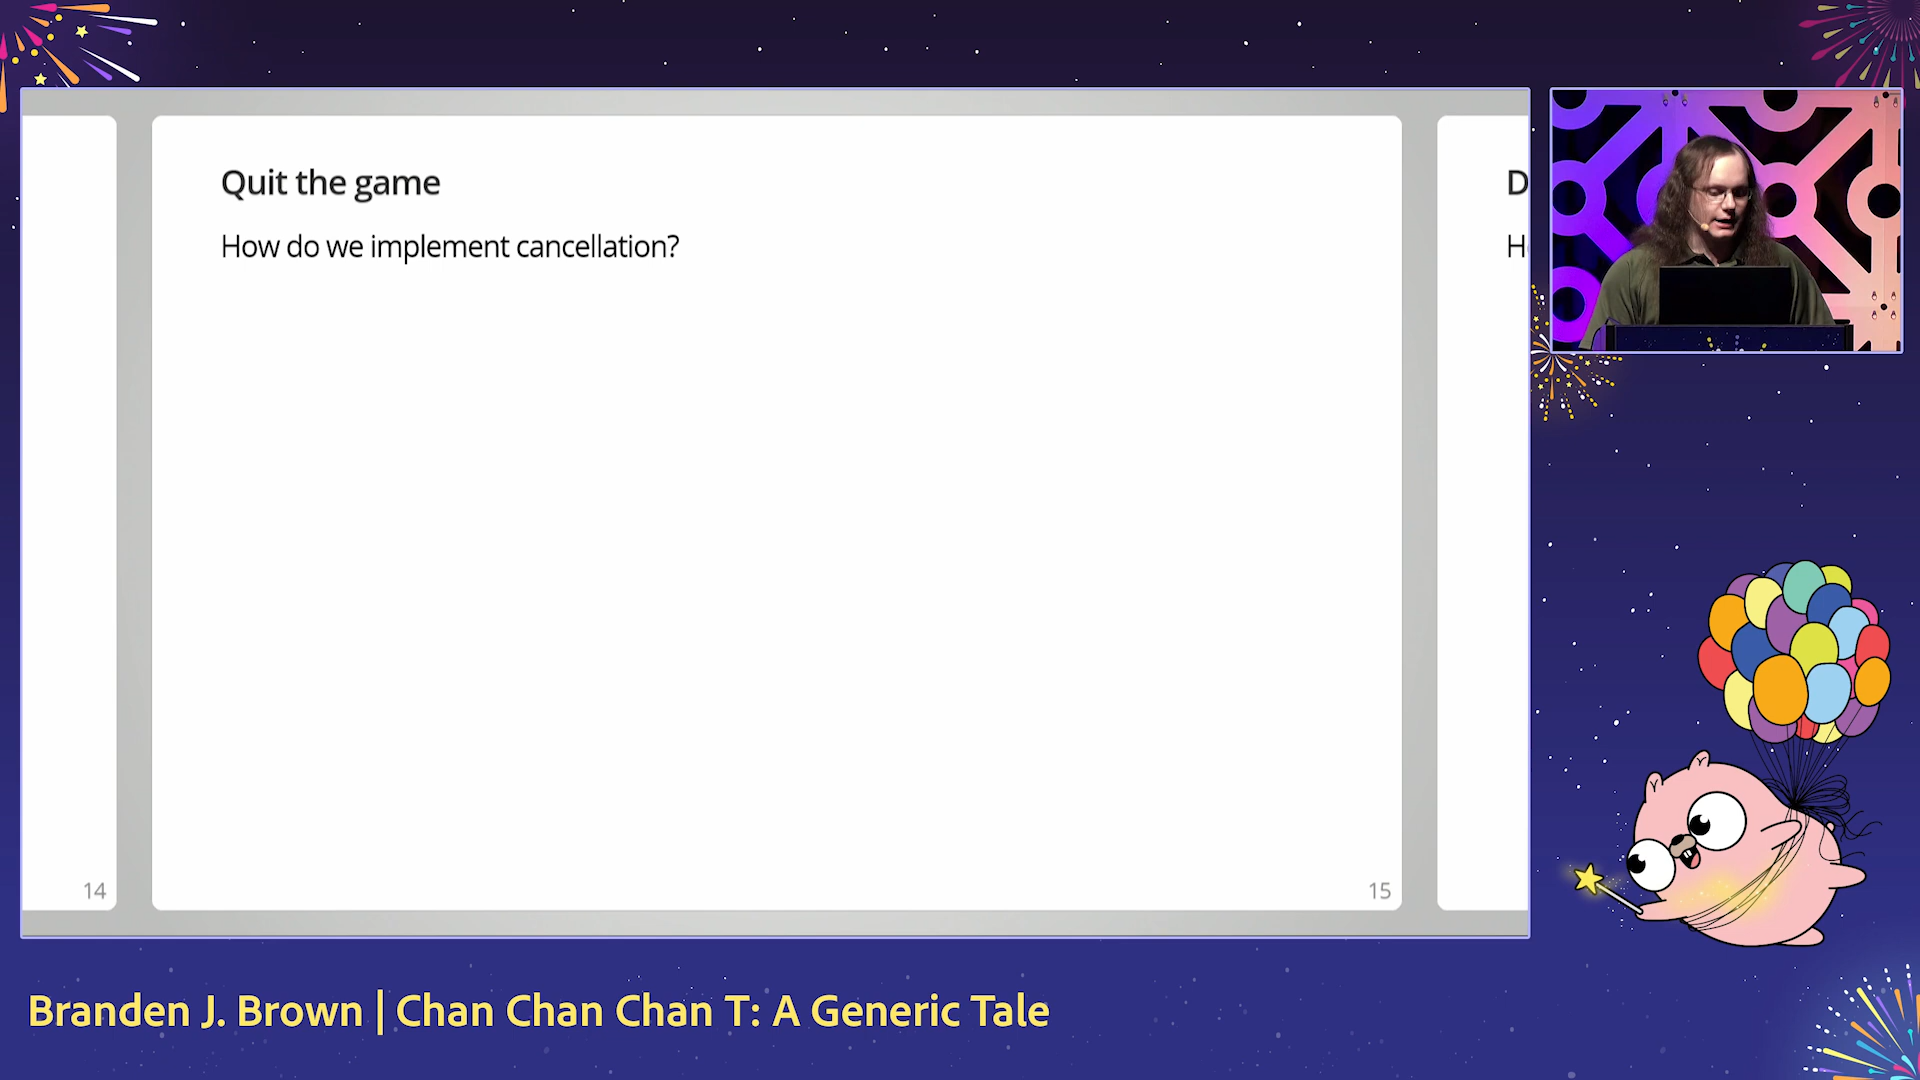 Quit the game
How do we implement cancellation?
14
15
D
H
Branden J. Brown | Chan Chan Chan T: A Generic Tale